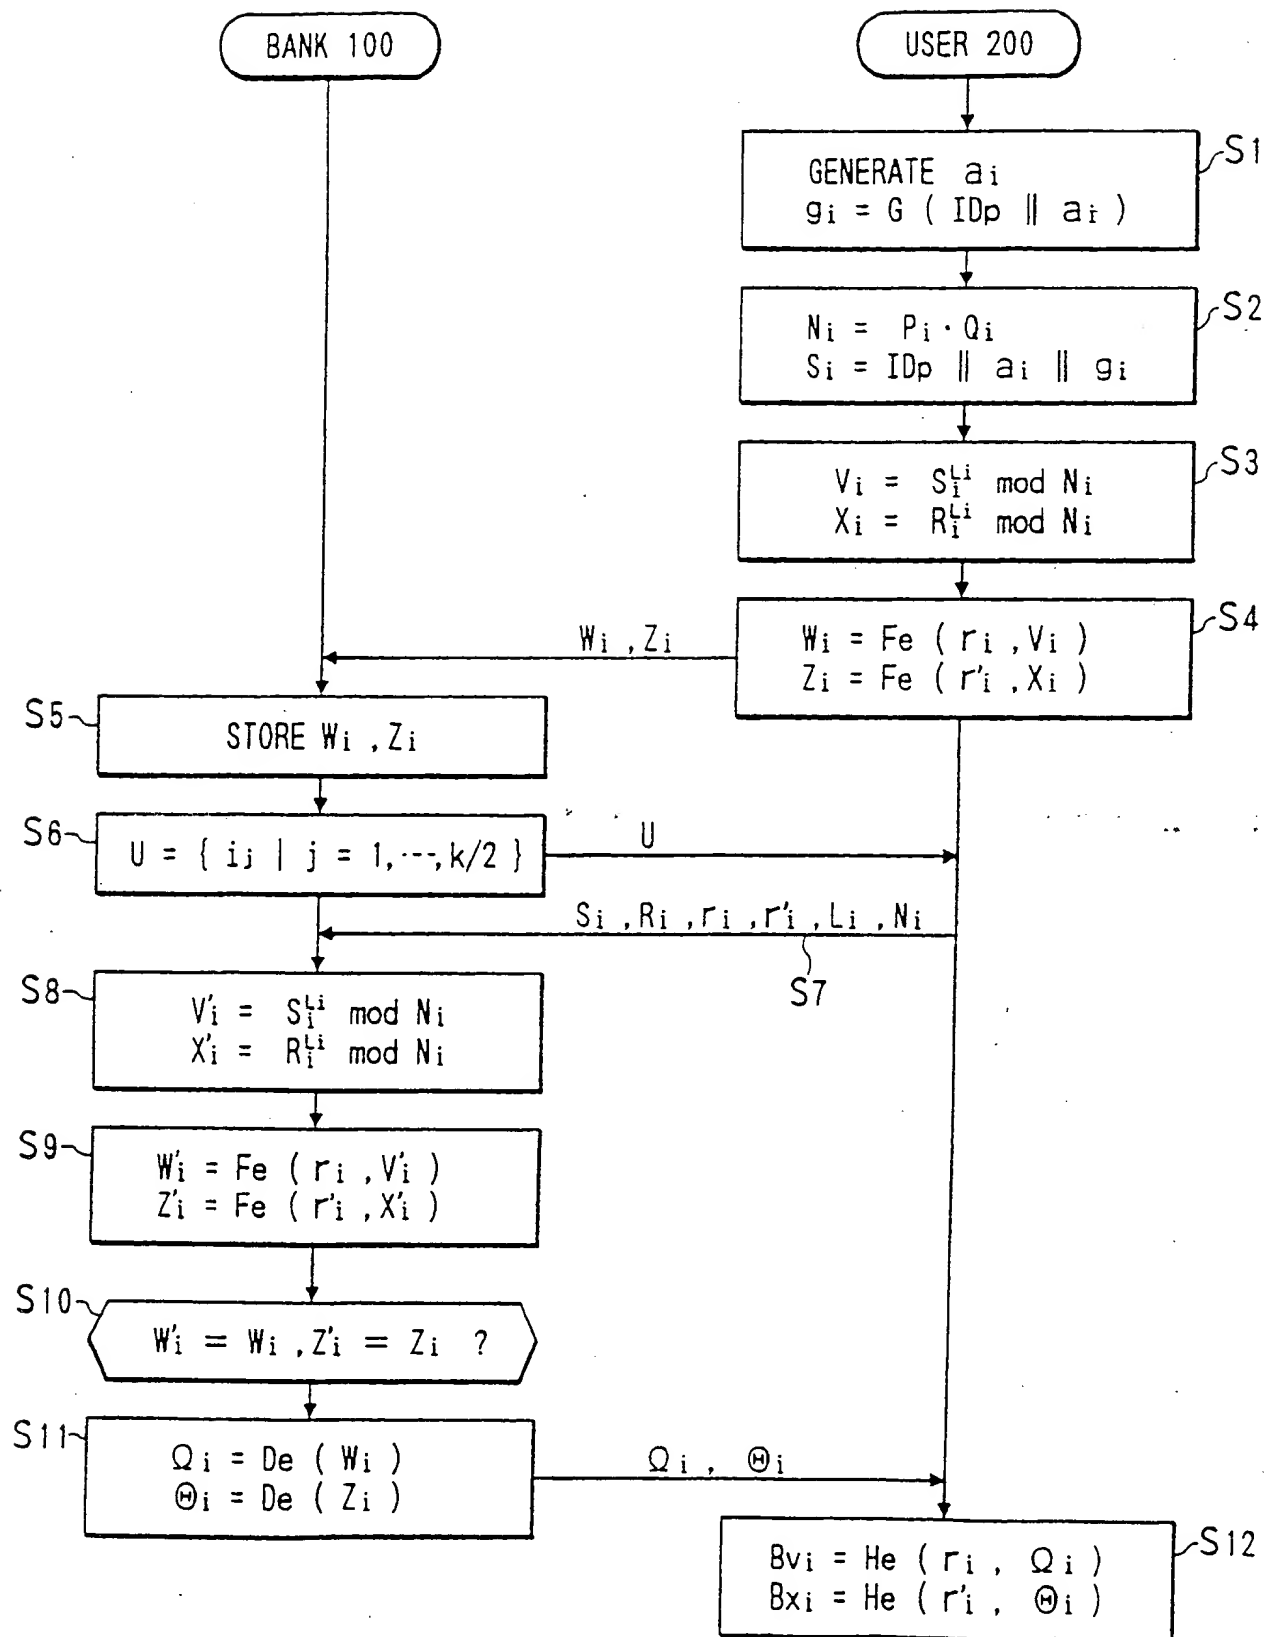 BANK 100
USER 200
S1
GENERATE ai
gi = G ( IDp ‖ ai )
S2
Ni = Pi · Qi
Si = IDp ‖ ai ‖ gi
S3
Vi = Si^Li mod Ni
Xi = Ri^Li mod Ni
S4
Wi = Fe ( ri , Vi )
Zi = Fe ( r'i , Xi )
Wi , Zi
S5
STORE Wi , Zi
S6
U = { ij | j = 1, ···, k/2 }
U
Si , Ri , ri , r'i , Li , Ni
S7
S8
V'i = Si^Li mod Ni
X'i = Ri^Li mod Ni
S9
W'i = Fe ( ri , V'i )
Z'i = Fe ( r'i , X'i )
S10
W'i = Wi , Z'i = Zi ?
S11
Ωi = De ( Wi )
Θi = De ( Zi )
Ωi , Θi
S12
Bvi = He ( ri , Ωi )
Bxi = He ( r'i , Θi )